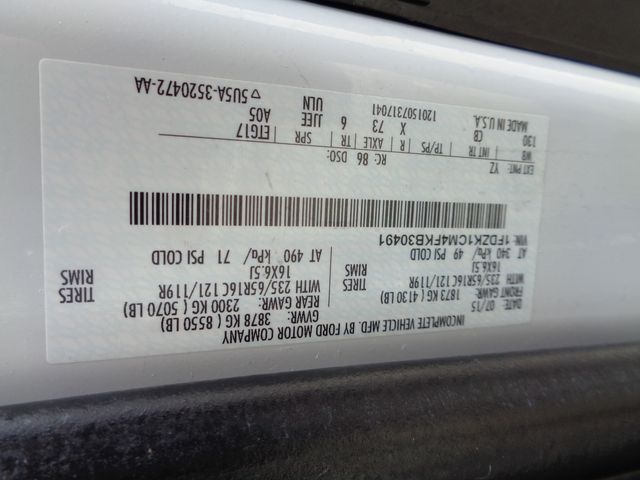 INCOMPLETE VEHICLE MFD. BY FORD MOTOR COMPANY
DATE: 07/15 GVWR: 3878 KG ( 8550 LB)
FRONT GAWR: 1873 KG ( 4130 LB) REAR GAWR: 2300 KG ( 5070 LB)
WITH 235/65R16C 121/119R TIRES WITH 235/65R16C 121/119R TIRES
16X6.5J RIMS 16X6.5J RIMS
AT 340 kPa/ 49 PSI COLD AT 490 kPa/ 71 PSI COLD
VIN: 1FDZK1CM4FKB30491
EXT PNT: YZ RC: 86 DSO:
WB INT TR TP/PS R AXLE TR SPR ETG17
130 CB X 73 6 JJEE A05
MADE IN U.S.A. ULN
1201507317041 5U5A-3520472-AA